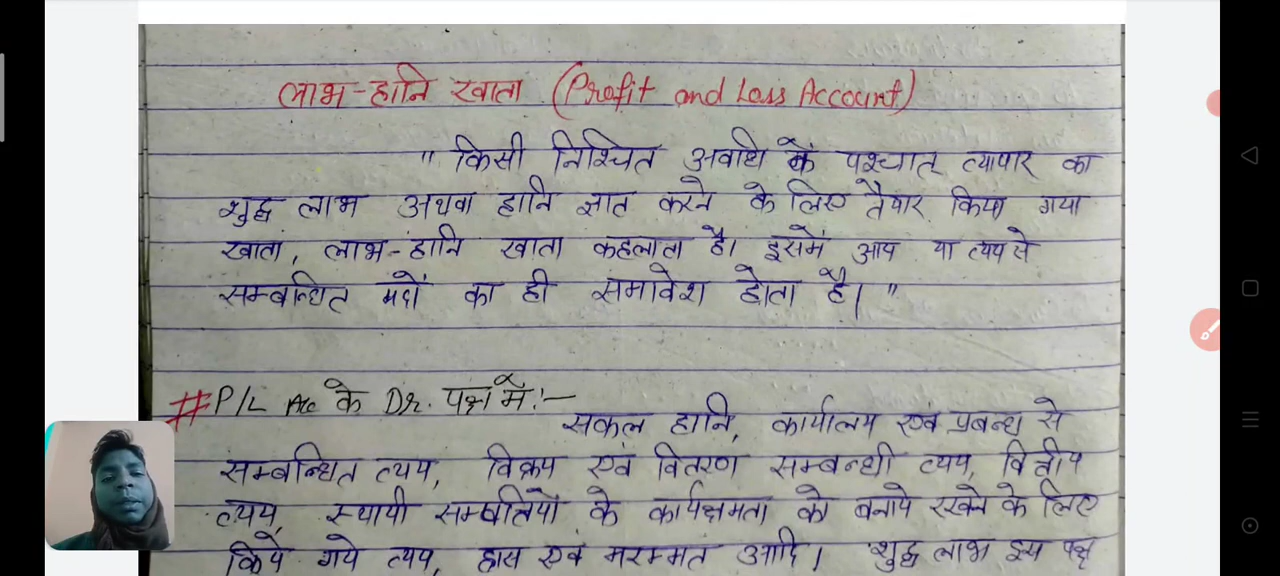 लाभ-हानि खाता (Profit and Loss Account)
" किसी निश्चित अवधि के पश्चात् व्यापार का
शुद्ध लाभ अथवा हानि ज्ञात करने के लिए तैयार किया गया
खाता, लाभ-हानि खाता कहलाता है। इसमें आय या व्यय से
सम्बन्धित मदों का ही समावेश होता है। "
# P/L A/c के Dr. पक्ष में :-
सकल हानि, कार्यालय एवं प्रबन्ध से
सम्बन्धित व्यय, विक्रय एवं वितरण सम्बन्धी व्यय, वित्तीय
व्यय, स्थायी सम्पत्तियों के कार्यक्षमता को बनाये रखने के लिए
किये गये व्यय, ह्रास एवं मरम्मत आदि। शुद्ध लाभ इस पक्ष